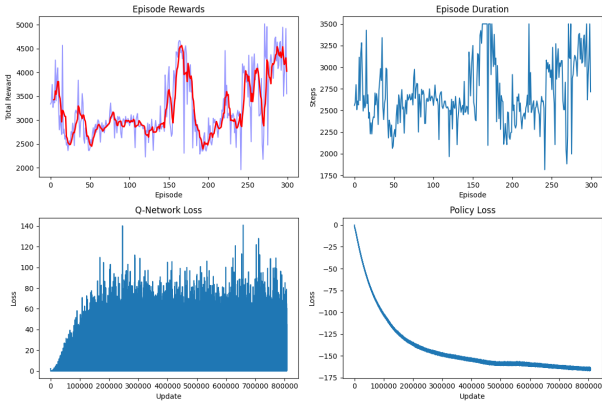 Episode Rewards
Total Reward
5000
4500
4000
3500
3000
2500
2000
0 50 100 150 200 250 300
Episode
Episode Duration
Steps
3500
3250
3000
2750
2500
2250
2000
1750
0 50 100 150 200 250 300
Episode
Q-Network Loss
Loss
140
120
100
80
60
40
20
0
0 100000 200000 300000 400000 500000 600000 700000 800000
Update
Policy Loss
Loss
0
−25
−50
−75
−100
−125
−150
−175
0 100000 200000 300000 400000 500000 600000 700000 800000
Update